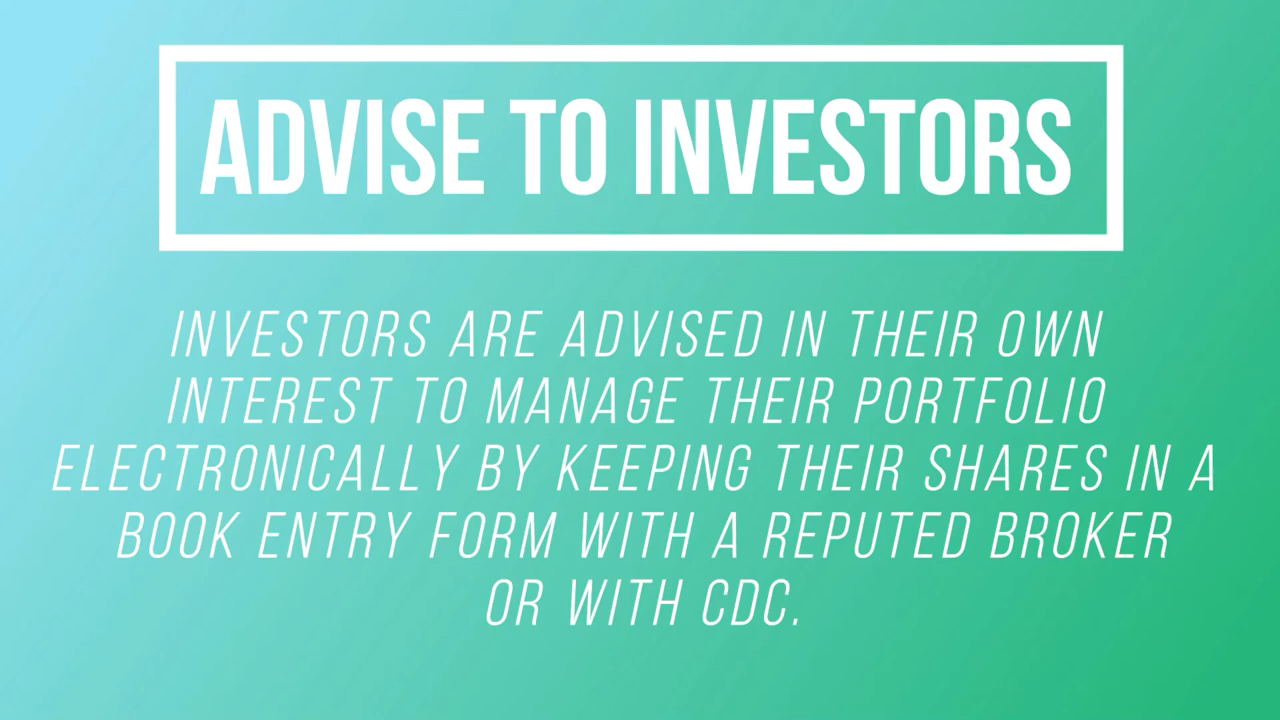 ADVISE TO INVESTORS
INVESTORS ARE ADVISED IN THEIR OWN
INTEREST TO MANAGE THEIR PORTFOLIO
ELECTRONICALLY BY KEEPING THEIR SHARES IN A
BOOK ENTRY FORM WITH A REPUTED BROKER
OR WITH CDC.